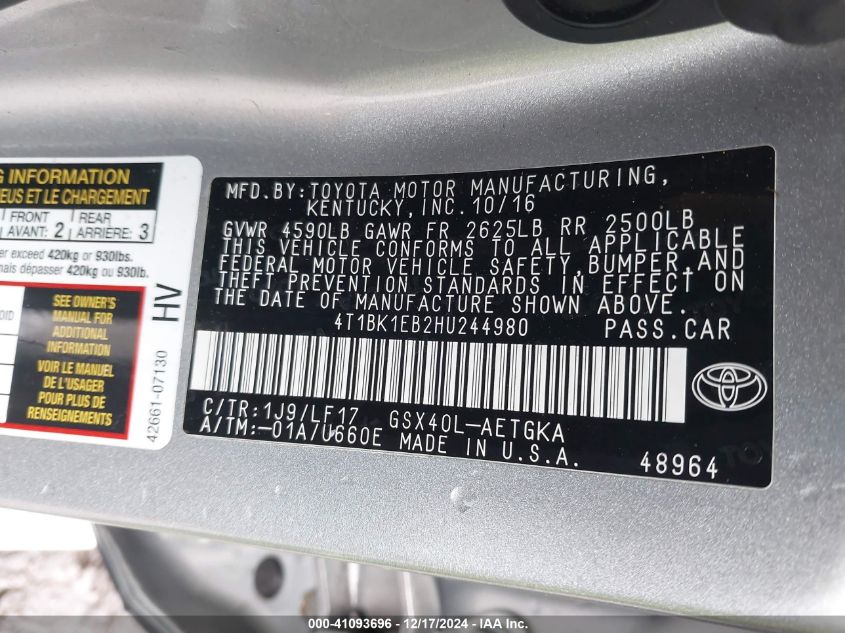 G INFORMATION
EUS ET LE CHARGEMENT
FRONT
AVANT: 2
REAR
ARRIÈRE: 3
er exceed 420kg or 930lbs.
mais dépasser 420kg ou 930lb.
OID
SEE OWNER'S
MANUAL FOR
ADDITIONAL
INFORMATION
VOIR LE MANUEL
DE L'USAGER
POUR PLUS DE
RENSEIGNEMENTS
HV
42661-07130
MFD.BY:TOYOTA MOTOR MANUFACTURING,
KENTUCKY,INC.10/16
GVWR 4590LB GAWR FR 2625LB RR 2500LB
THIS VEHICLE CONFORMS TO ALL APPLICABLE
FEDERAL MOTOR VEHICLE SAFETY,BUMPER,AND
THEFT PREVENTION STANDARDS IN EFFECT ON
THE DATE OF MANUFACTURE SHOWN ABOVE.
4T1BK1EB2HU244980 PASS.CAR
C/TR:1J9/LF17 GSX40L-AETGKA
A/TM:-01A/U660E MADE IN U.S.A.
48964
000-41093696 - 12/17/2024 - IAA Inc.